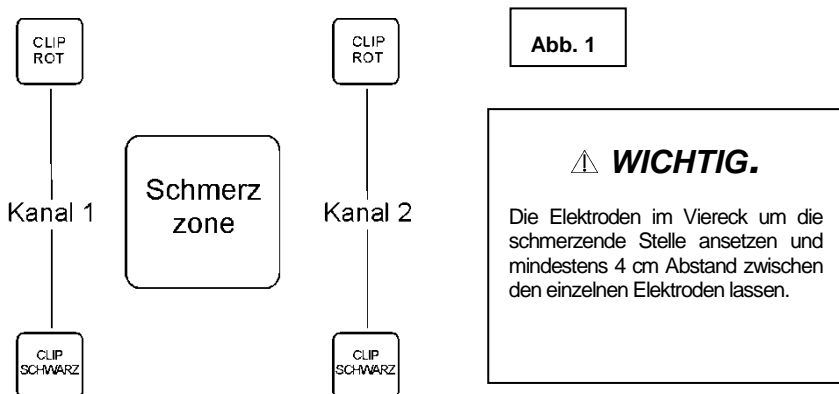 CLIP
ROT
CLIP
ROT
Abb. 1
Kanal 1
Schmerz
zone
Kanal 2
CLIP
SCHWARZ
CLIP
SCHWARZ
⚠ WICHTIG.
Die Elektroden im Viereck um die
schmerzende Stelle ansetzen und
mindestens 4 cm Abstand zwischen
den einzelnen Elektroden lassen.